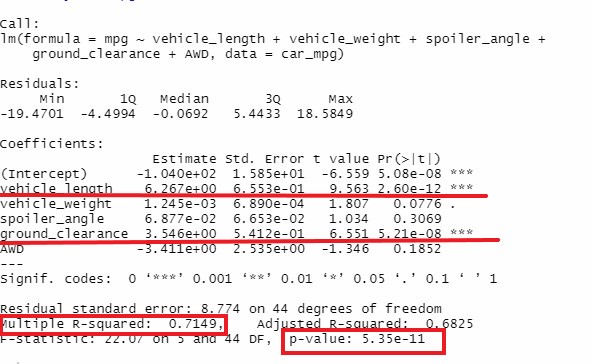 Call:
lm(formula = mpg ~ vehicle_length + vehicle_weight + spoiler_angle +
ground_clearance + AWD, data = car_mpg)
Residuals:
Min 1Q Median 3Q Max
-19.4701 -4.4994 -0.0692 5.4433 18.5849
Coefficients:
Estimate Std. Error t value Pr(>|t|)
(Intercept) -1.040e+02 1.585e+01 -6.559 5.08e-08 ***
vehicle_length 6.267e+00 6.553e-01 9.563 2.60e-12 ***
vehicle_weight 1.245e-03 6.890e-04 1.807 0.0776 .
spoiler_angle 6.877e-02 6.653e-02 1.034 0.3069
ground_clearance 3.546e+00 5.412e-01 6.551 5.21e-08 ***
AWD -3.411e+00 2.535e+00 -1.346 0.1852
---
Signif. codes: 0 ‘***’ 0.001 ‘**’ 0.01 ‘*’ 0.05 ‘.’ 0.1 ‘ ’ 1
Residual standard error: 8.774 on 44 degrees of freedom
Multiple R-squared: 0.7149, Adjusted R-squared: 0.6825
F-statistic: 22.07 on 5 and 44 DF, p-value: 5.35e-11